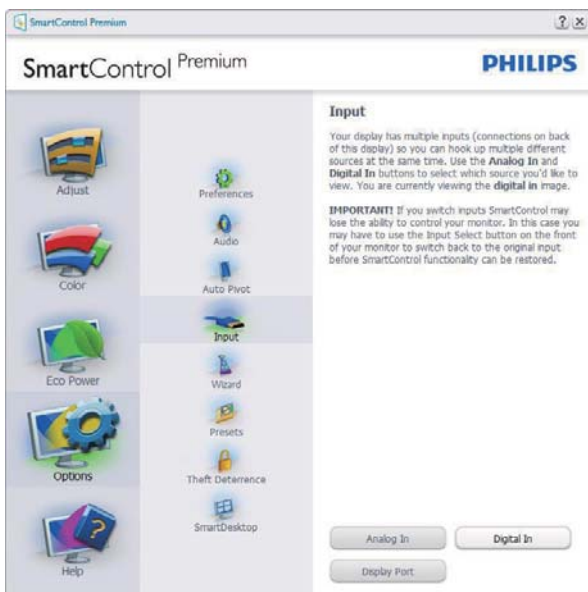 SmartControl Premium
? X
SmartControl Premium
PHILIPS
Adjust
Color
Eco Power
Options
Help
Preferences
Audio
Auto Pivot
Input
Wizard
Presets
Theft Deterrence
SmartDesktop
Input
Your display has multiple inputs (connections on back
of this display) so you can hook up multiple different
sources at the same time. Use the Analog In and
Digital In buttons to select which source you'd like to
view. You are currently viewing the digital in image.
IMPORTANT! If you switch inputs SmartControl may
lose the ability to control your monitor. In this case you
may have to use the Input Select button on the front
of your monitor to switch back to the original input
before SmartControl functionality can be restored.
Analog In
Digital In
Display Port